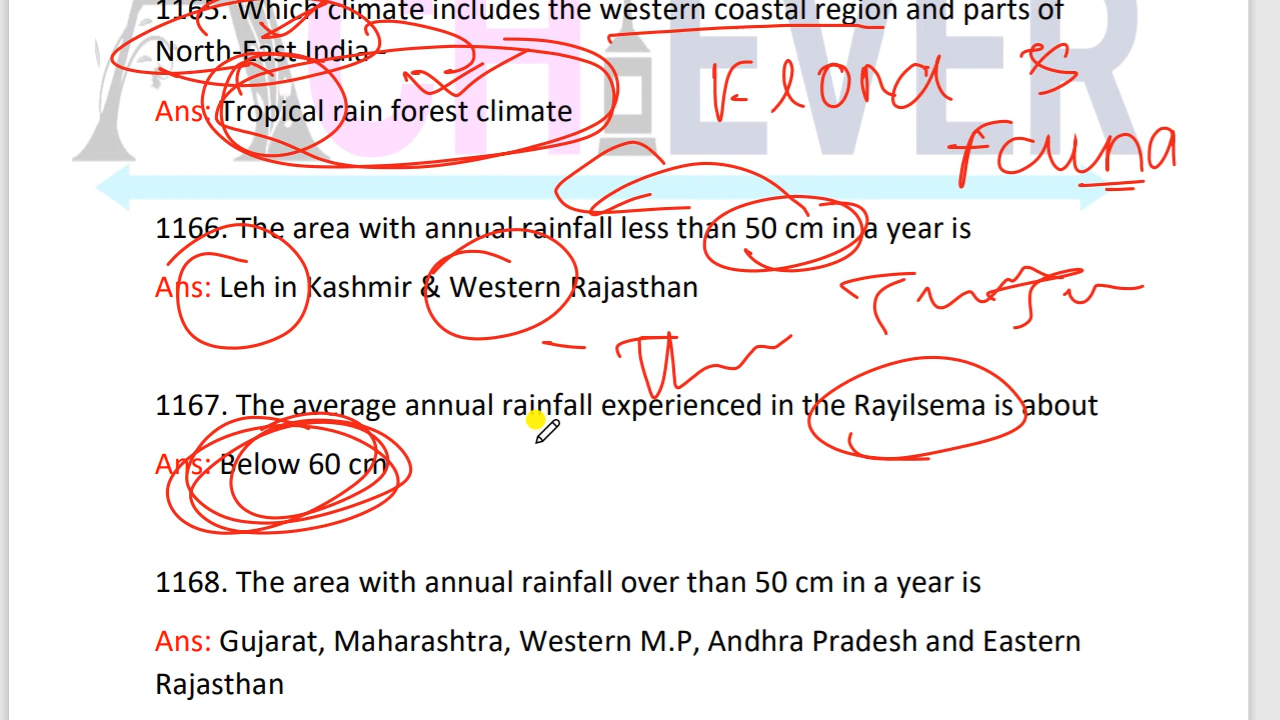 1165. Which climate includes the western coastal region and parts of
North-East India -
Ans: Tropical rain forest climate
Flora &
fauna
ACHIEVER
1166. The area with annual rainfall less than 50 cm in a year is
Ans: Leh in Kashmir & Western Rajasthan
1167. The average annual rainfall experienced in the Rayilsema is about
Ans: Below 60 cm
1168. The area with annual rainfall over than 50 cm in a year is
Ans: Gujarat, Maharashtra, Western M.P, Andhra Pradesh and Eastern
Rajasthan